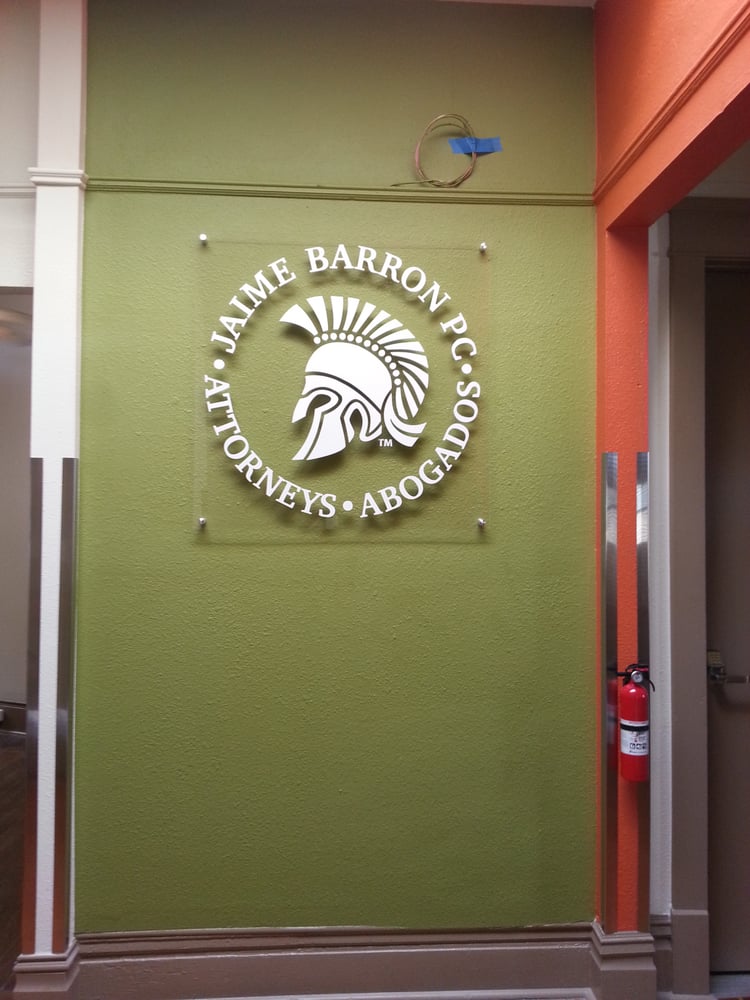 • JAIME BARRON PC •
ATTORNEYS • ABOGADOS
TM